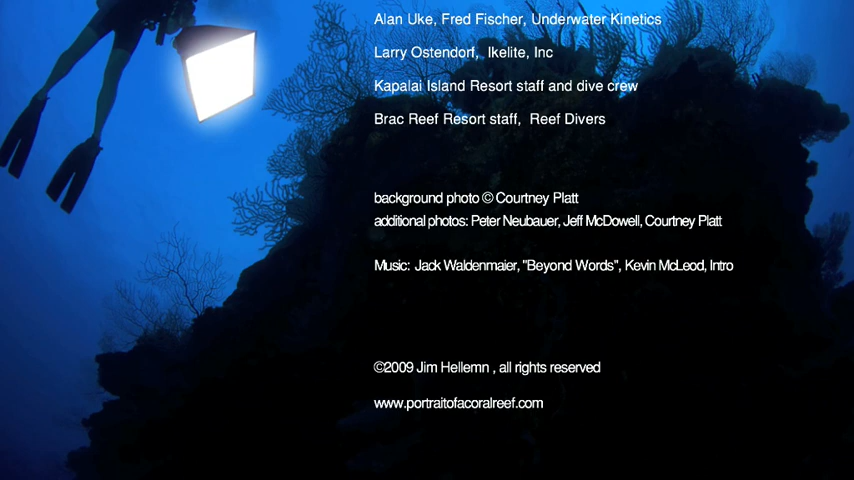 Alan Uke, Fred Fischer, Underwater Kinetics
Larry Ostendorf, Ikelite, Inc
Kapalai Island Resort staff and dive crew
Brac Reef Resort staff, Reef Divers
background photo © Courtney Platt
additional photos: Peter Neubauer, Jeff McDowell, Courtney Platt
Music: Jack Waldenmaier, "Beyond Words", Kevin McLeod, Intro
©2009 Jim Hellemn , all rights reserved
www.portraitofacoralreef.com